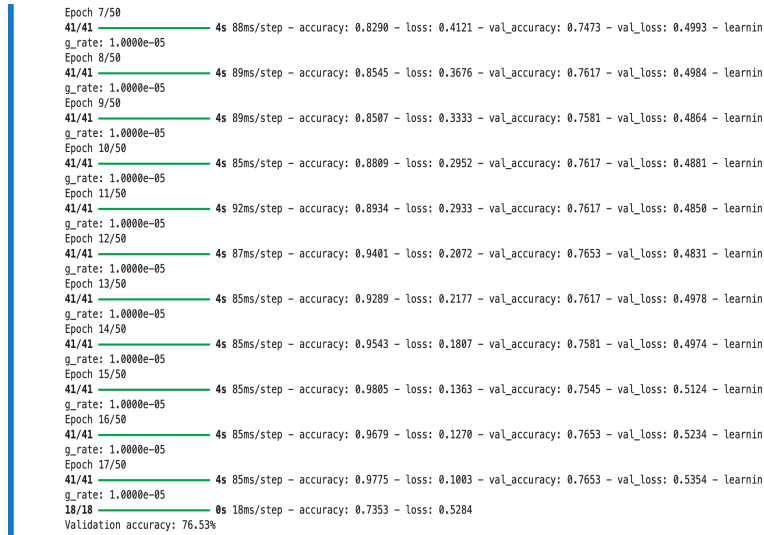 Epoch 7/50
41/41 ━━━━━━━━━━ 4s 88ms/step – accuracy: 0.8290 – loss: 0.4121 – val_accuracy: 0.7473 – val_loss: 0.4993 – learnin
g_rate: 1.0000e-05
Epoch 8/50
41/41 ━━━━━━━━━━ 4s 89ms/step – accuracy: 0.8545 – loss: 0.3676 – val_accuracy: 0.7617 – val_loss: 0.4984 – learnin
g_rate: 1.0000e-05
Epoch 9/50
41/41 ━━━━━━━━━━ 4s 89ms/step – accuracy: 0.8507 – loss: 0.3333 – val_accuracy: 0.7581 – val_loss: 0.4864 – learnin
g_rate: 1.0000e-05
Epoch 10/50
41/41 ━━━━━━━━━━ 4s 85ms/step – accuracy: 0.8809 – loss: 0.2952 – val_accuracy: 0.7617 – val_loss: 0.4881 – learnin
g_rate: 1.0000e-05
Epoch 11/50
41/41 ━━━━━━━━━━ 4s 92ms/step – accuracy: 0.8934 – loss: 0.2933 – val_accuracy: 0.7617 – val_loss: 0.4850 – learnin
g_rate: 1.0000e-05
Epoch 12/50
41/41 ━━━━━━━━━━ 4s 87ms/step – accuracy: 0.9401 – loss: 0.2072 – val_accuracy: 0.7653 – val_loss: 0.4831 – learnin
g_rate: 1.0000e-05
Epoch 13/50
41/41 ━━━━━━━━━━ 4s 85ms/step – accuracy: 0.9289 – loss: 0.2177 – val_accuracy: 0.7617 – val_loss: 0.4978 – learnin
g_rate: 1.0000e-05
Epoch 14/50
41/41 ━━━━━━━━━━ 4s 85ms/step – accuracy: 0.9543 – loss: 0.1807 – val_accuracy: 0.7581 – val_loss: 0.4974 – learnin
g_rate: 1.0000e-05
Epoch 15/50
41/41 ━━━━━━━━━━ 4s 85ms/step – accuracy: 0.9805 – loss: 0.1363 – val_accuracy: 0.7545 – val_loss: 0.5124 – learnin
g_rate: 1.0000e-05
Epoch 16/50
41/41 ━━━━━━━━━━ 4s 85ms/step – accuracy: 0.9679 – loss: 0.1270 – val_accuracy: 0.7653 – val_loss: 0.5234 – learnin
g_rate: 1.0000e-05
Epoch 17/50
41/41 ━━━━━━━━━━ 4s 85ms/step – accuracy: 0.9775 – loss: 0.1003 – val_accuracy: 0.7653 – val_loss: 0.5354 – learnin
g_rate: 1.0000e-05
18/18 ━━━━━━━━━━ 0s 18ms/step – accuracy: 0.7353 – loss: 0.5284
Validation accuracy: 76.53%